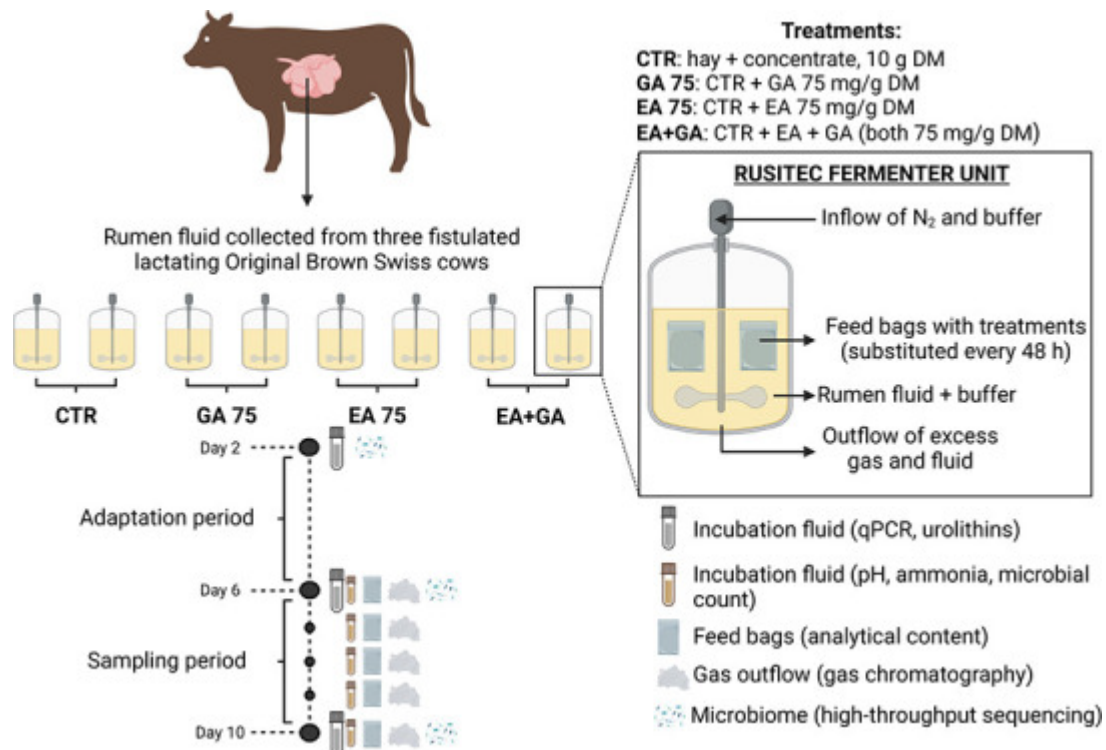 Treatments:
CTR: hay + concentrate, 10 g DM
GA 75: CTR + GA 75 mg/g DM
EA 75: CTR + EA 75 mg/g DM
EA+GA: CTR + EA + GA (both 75 mg/g DM)
RUSITEC FERMENTER UNIT
Inflow of N₂ and buffer
Feed bags with treatments
(substituted every 48 h)
Rumen fluid + buffer
Outflow of excess
gas and fluid
Rumen fluid collected from three fistulated
lactating Original Brown Swiss cows
CTR
GA 75
EA 75
EA+GA
Day 2
Adaptation period
Day 6
Sampling period
Day 10
Incubation fluid (qPCR, urolithins)
Incubation fluid (pH, ammonia, microbial
count)
Feed bags (analytical content)
Gas outflow (gas chromatography)
Microbiome (high-throughput sequencing)